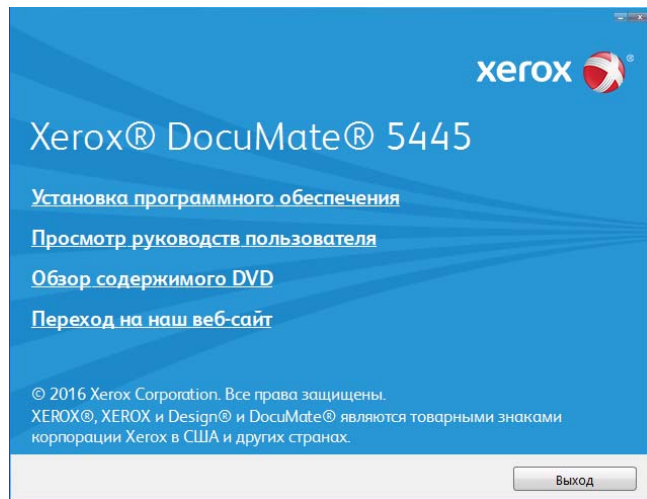 xerox ®
Xerox® DocuMate® 5445
Установка программного обеспечения
Просмотр руководств пользователя
Обзор содержимого DVD
Переход на наш веб-сайт
© 2016 Xerox Corporation. Все права защищены.
XEROX®, XEROX и Design® и DocuMate® являются товарными знаками
корпорации Xerox в США и других странах.
Выход